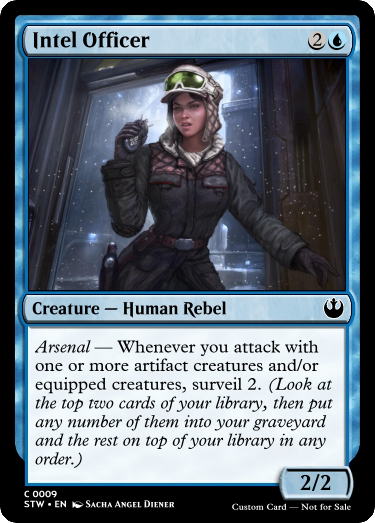 Intel Officer 2
Creature — Human Rebel
Arsenal — Whenever you attack with
one or more artifact creatures and/or
equipped creatures, surveil 2. (Look at
the top two cards of your library, then put
any number of them into your graveyard
and the rest on top of your library in any
order.)
2/2
C 0009
STW • EN Sacha Angel Diener
Custom Card — Not for Sale